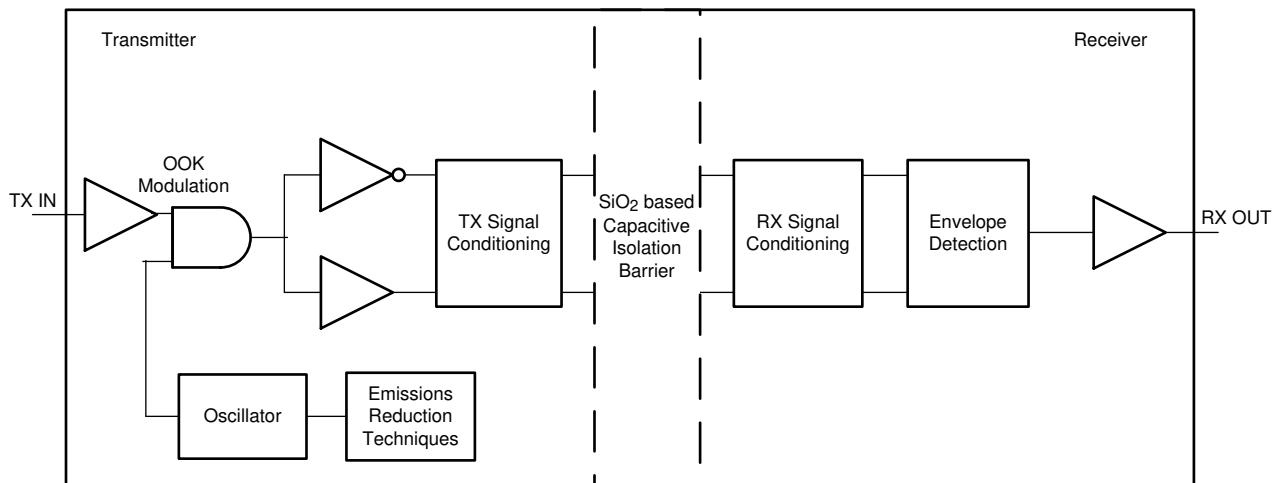 Transmitter
Receiver
OOK
Modulation
TX IN
TX Signal
Conditioning
SiO2 based
Capacitive
Isolation
Barrier
RX Signal
Conditioning
Envelope
Detection
RX OUT
Oscillator
Emissions
Reduction
Techniques